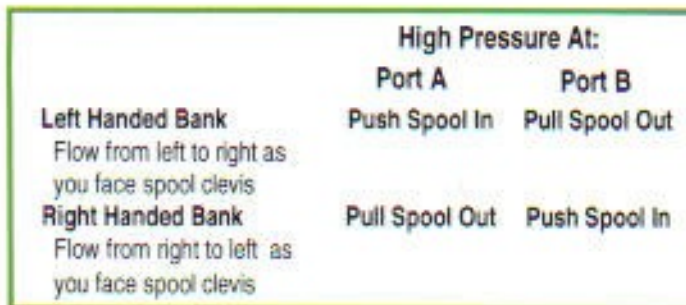 High Pressure At:
Port A Port B
Left Handed Bank Push Spool In Pull Spool Out
Flow from left to right as
you face spool clevis
Right Handed Bank Pull Spool Out Push Spool In
Flow from right to left as
you face spool clevis